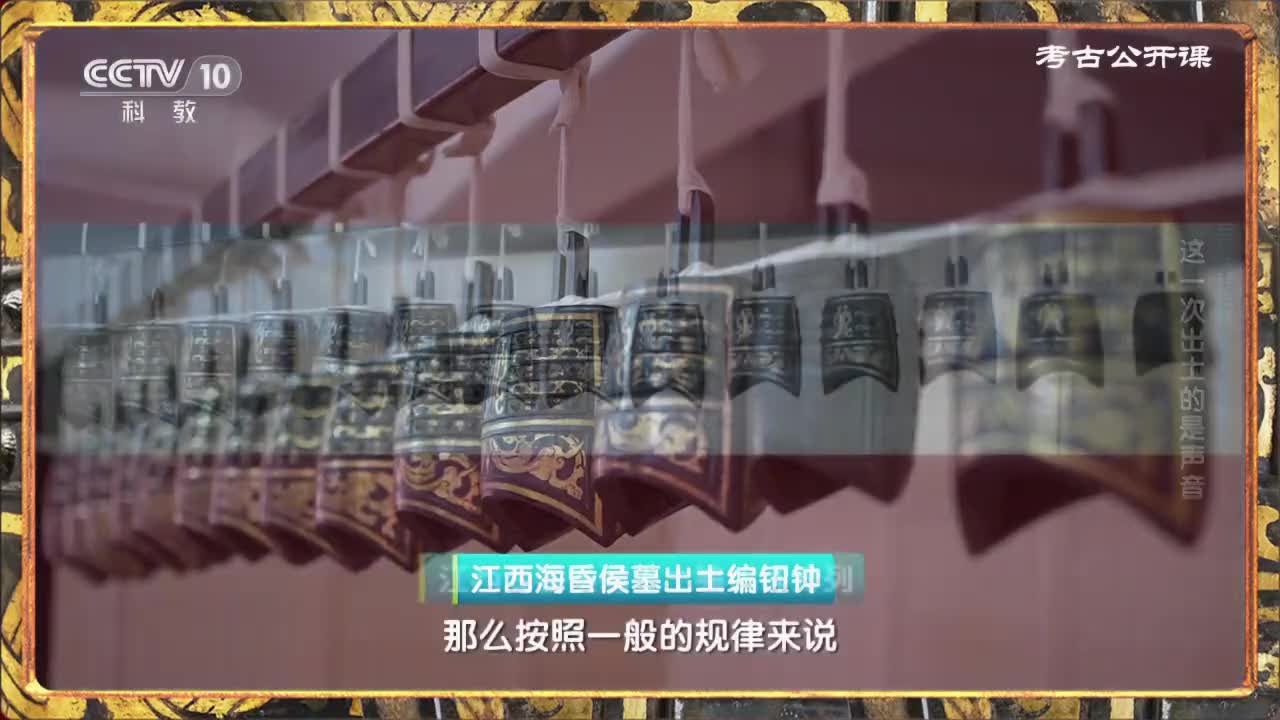 CCTV 10
科教
考古公开课
这一次出土的是声音
江西海昏侯墓出土编钮钟
列
那么按照一般的规律来说